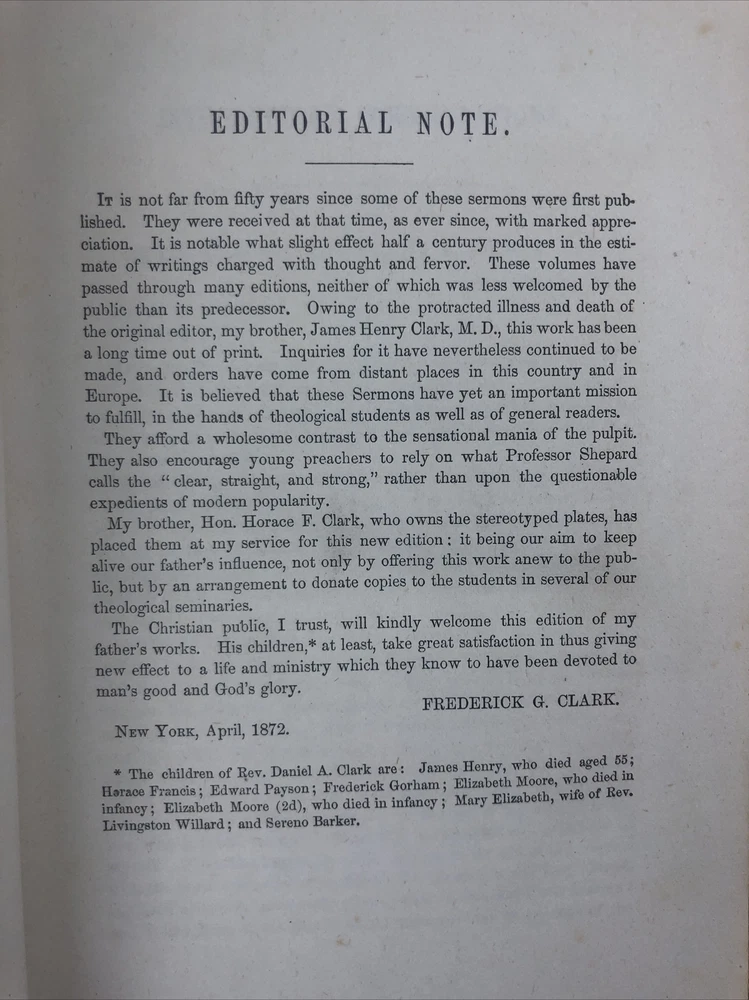 EDITORIAL NOTE.
IT is not far from fifty years since some of these sermons were first pub-
lished. They were received at that time, as ever since, with marked appre-
ciation. It is notable what slight effect half a century produces in the esti-
mate of writings charged with thought and fervor. These volumes have
passed through many editions, neither of which was less welcomed by the
public than its predecessor. Owing to the protracted illness and death of
the original editor, my brother, James Henry Clark, M. D., this work has been
a long time out of print. Inquiries for it have nevertheless continued to be
made, and orders have come from distant places in this country and in
Europe. It is believed that these Sermons have yet an important mission
to fulfill, in the hands of theological students as well as of general readers.
They afford a wholesome contrast to the sensational mania of the pulpit.
They also encourage young preachers to rely on what Professor Shepard
calls the “clear, straight, and strong,” rather than upon the questionable
expedients of modern popularity.
My brother, Hon. Horace F. Clark, who owns the stereotyped plates, has
placed them at my service for this new edition: it being our aim to keep
alive our father's influence, not only by offering this work anew to the pub-
lic, but by an arrangement to donate copies to the students in several of our
theological seminaries.
The Christian public, I trust, will kindly welcome this edition of my
father's works. His children,* at least, take great satisfaction in thus giving
new effect to a life and ministry which they know to have been devoted to
man's good and God's glory.
FREDERICK G. CLARK.
NEW YORK, April, 1872.
* The children of Rev. Daniel A. Clark are: James Henry, who died aged 55;
Horace Francis; Edward Payson; Frederick Gorham; Elizabeth Moore, who died in
infancy; Elizabeth Moore (2d), who died in infancy; Mary Elizabeth, wife of Rev.
Livingston Willard; and Sereno Barker.